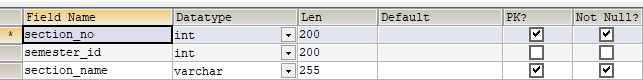 Field Name Datatype Len Default PK? Not Null?
* section_no int 200
semester_id int 200
section_name varchar 255